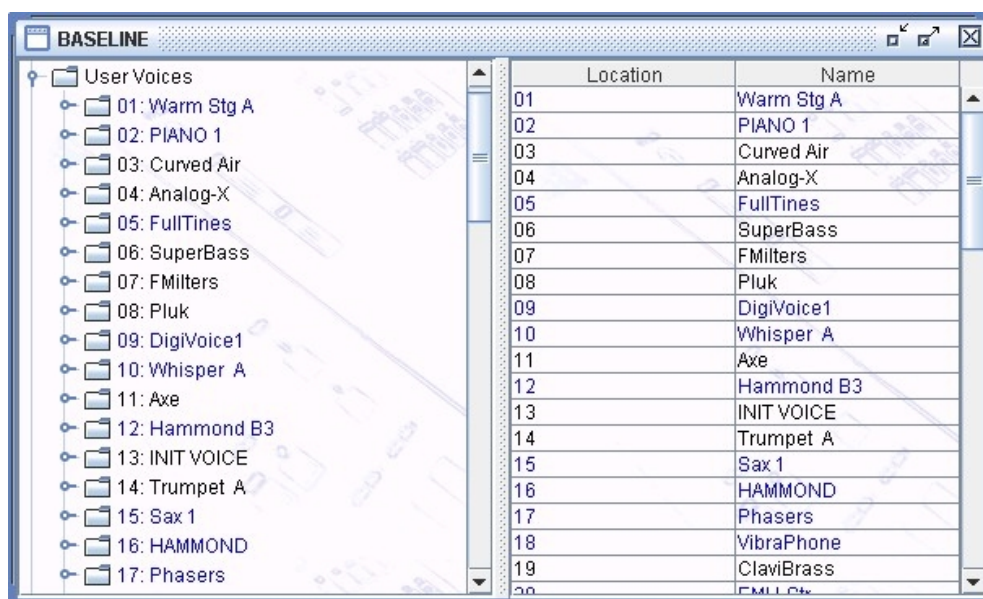 BASELINE
User Voices
01: Warm Stg A
02: PIANO 1
03: Curved Air
04: Analog-X
05: FullTines
06: SuperBass
07: FMilters
08: Pluk
09: DigiVoice1
10: Whisper A
11: Axe
12: Hammond B3
13: INIT VOICE
14: Trumpet A
15: Sax 1
16: HAMMOND
17: Phasers
Location Name
01 Warm Stg A
02 PIANO 1
03 Curved Air
04 Analog-X
05 FullTines
06 SuperBass
07 FMilters
08 Pluk
09 DigiVoice1
10 Whisper A
11 Axe
12 Hammond B3
13 INIT VOICE
14 Trumpet A
15 Sax 1
16 HAMMOND
17 Phasers
18 VibraPhone
19 ClaviBrass
20